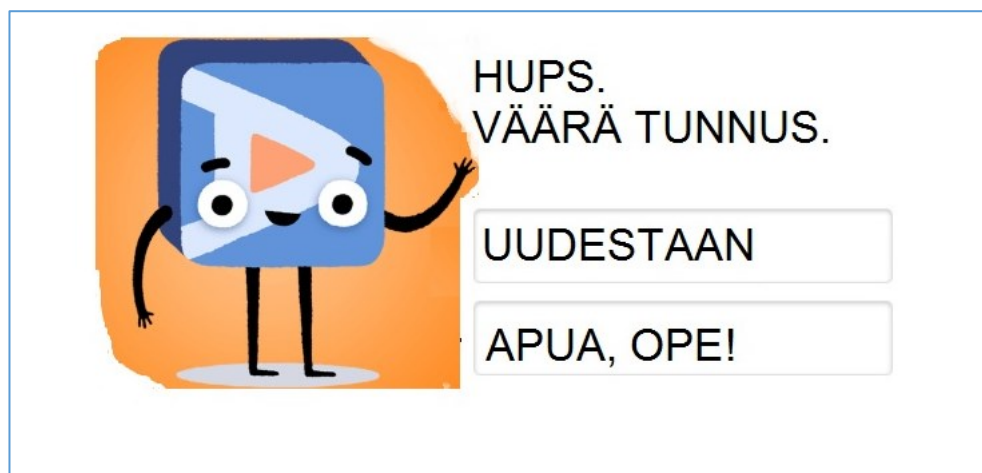 HUPS.
VÄÄRÄ TUNNUS.
UUDESTAAN
APUA, OPE!